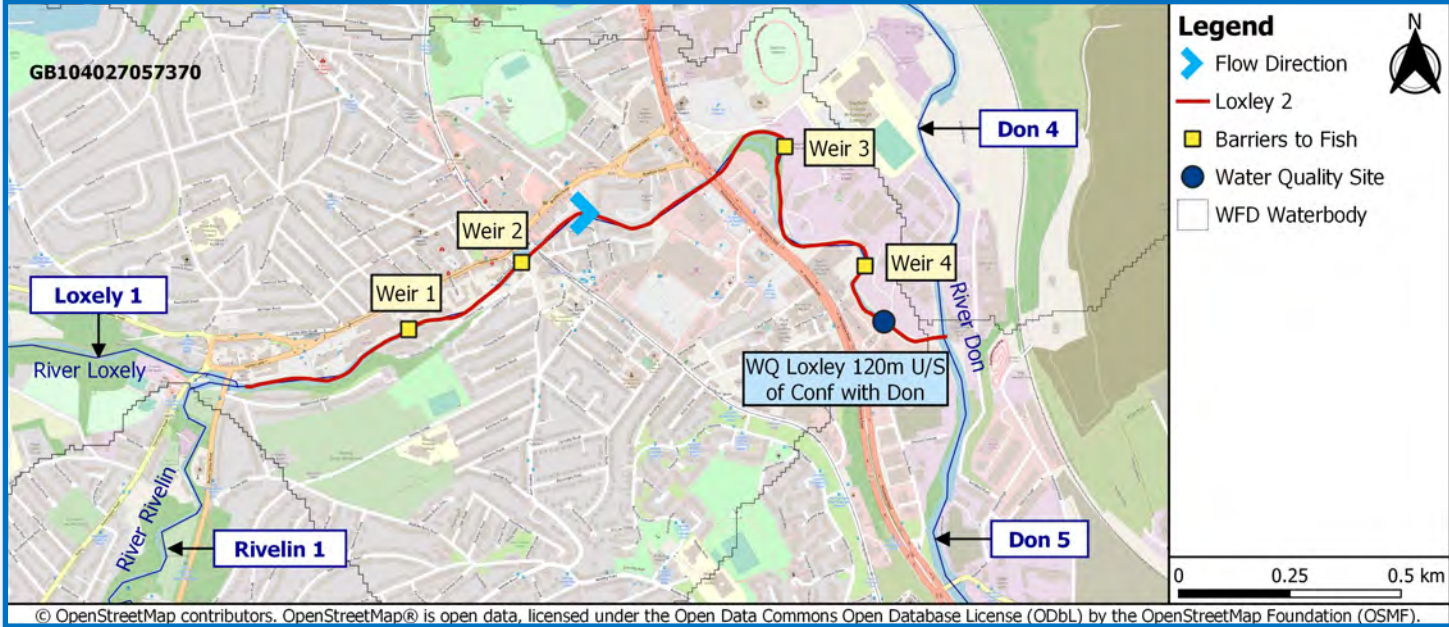 GB104027057370
Don 4
Weir 3
Weir 2
Weir 4
Weir 1
Loxely 1
River Loxely
River Don
WQ Loxley 120m U/S
of Conf with Don
River Rivelin
Rivelin 1
Don 5
Legend
N
Flow Direction
Loxley 2
Barriers to Fish
Water Quality Site
WFD Waterbody
0 0.25 0.5 km
© OpenStreetMap contributors. OpenStreetMap® is open data, licensed under the Open Data Commons Open Database License (ODbL) by the OpenStreetMap Foundation (OSMF).